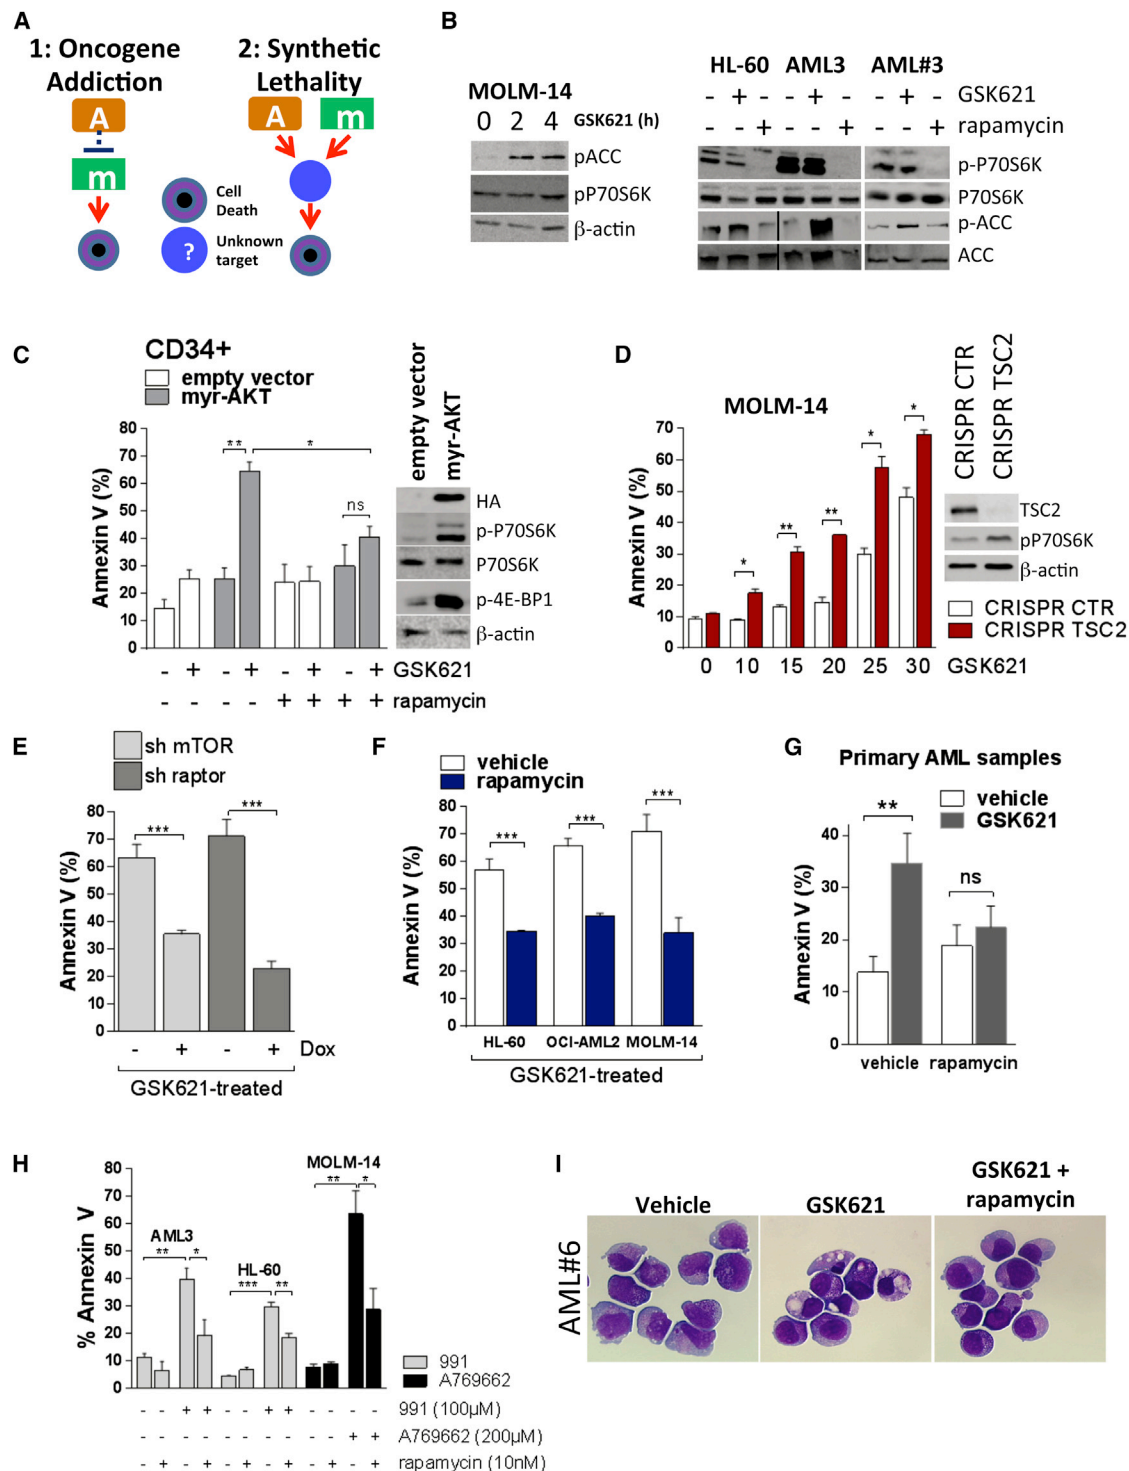 A
1: Oncogene
Addiction
2: Synthetic
Lethality
A
m
A
m
Cell
Death
?
Unknown
target
B
MOLM-14
0 2 4 GSK621 (h)
pACC
pP70S6K
β-actin
HL-60 AML3 AML#3
- + - - + - - + - GSK621
- - + - - + - - + rapamycin
p-P70S6K
P70S6K
p-ACC
ACC
C
CD34+
empty vector
myr-AKT
Annexin V (%)
80
70
60
50
40
30
20
10
0
**
*
ns
- + - + - + - + GSK621
- - - - + + + + rapamycin
empty vector
myr-AKT
HA
p-P70S6K
P70S6K
p-4E-BP1
β-actin
D
MOLM-14
Annexin V (%)
70
60
50
40
30
20
10
0
*
**
**
*
*
0 10 15 20 25 30 GSK621
CRISPR CTR
CRISPR TSC2
TSC2
pP70S6K
β-actin
CRISPR CTR
CRISPR TSC2
E
sh mTOR
sh raptor
Annexin V (%)
80
70
60
50
40
30
20
10
0
***
***
- + - + Dox
GSK621-treated
F
vehicle
rapamycin
Annexin V (%)
80
70
60
50
40
30
20
10
0
***
***
***
HL-60 OCI-AML2 MOLM-14
GSK621-treated
G
Primary AML samples
vehicle
GSK621
Annexin V (%)
40
30
20
10
0
**
ns
vehicle rapamycin
H
% Annexin V
80
70
60
50
40
30
20
10
0
AML3
** *
HL-60
*** **
MOLM-14
** *
991
A769662
- - + + - - + + - - - - 991 (100µM)
- - - - - - - - - - + + A769662 (200µM)
- + - + - + - + - + - + rapamycin (10nM)
I
Vehicle
GSK621
GSK621 +
rapamycin
AML#6